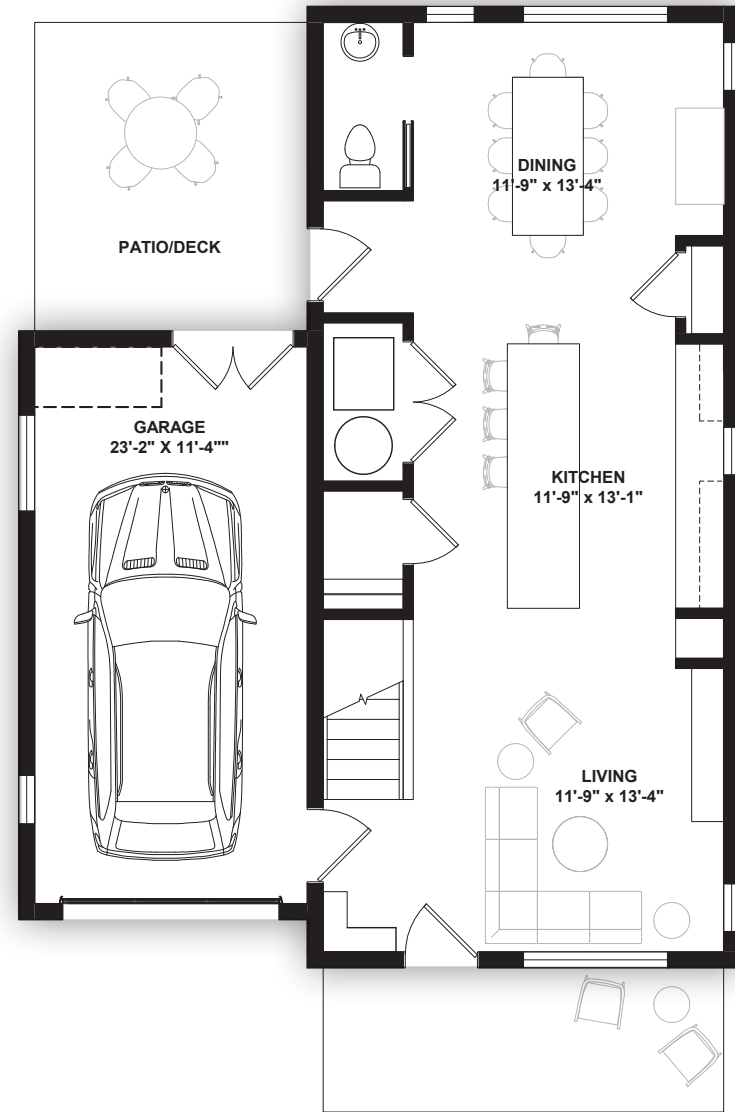 DINING
11'-9" x 13'-4"
PATIO/DECK
GARAGE
23'-2" X 11'-4""
KITCHEN
11'-9" x 13'-1"
LIVING
11'-9" x 13'-4"